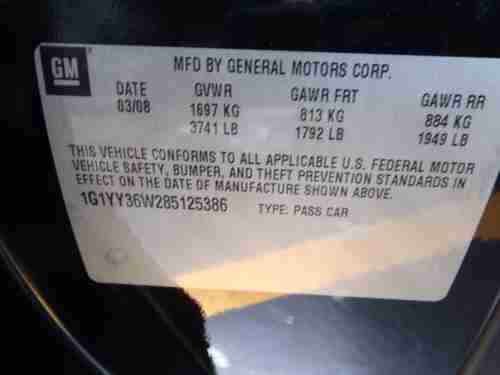 GM
MFD BY GENERAL MOTORS CORP.
DATE GVWR GAWR FRT GAWR RR
03/08 1697 KG 813 KG 884 KG
3741 LB 1792 LB 1949 LB
THIS VEHICLE CONFORMS TO ALL APPLICABLE U.S. FEDERAL MOTOR
VEHICLE SAFETY, BUMPER, AND THEFT PREVENTION STANDARDS IN
EFFECT ON THE DATE OF MANUFACTURE SHOWN ABOVE.
1G1YY36W285125386 TYPE: PASS CAR